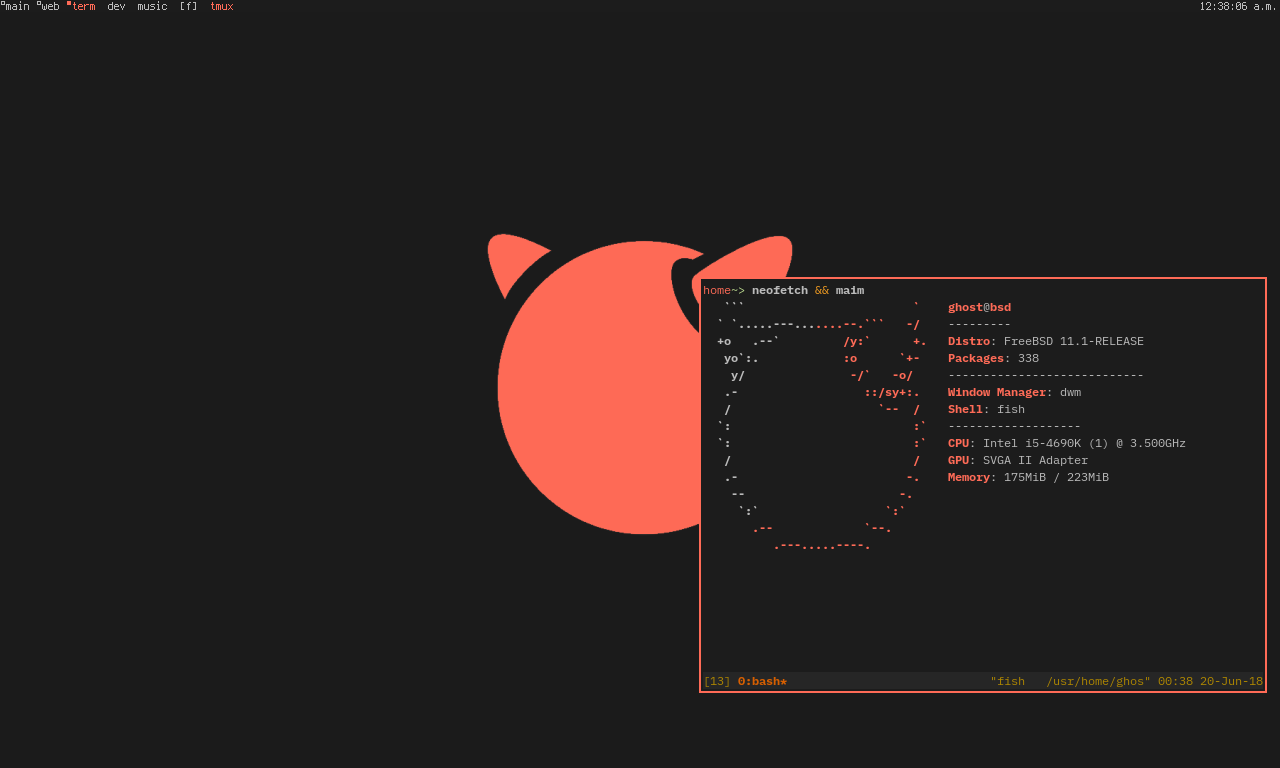 main web term dev music [f] tmux 12:38:06 a.m.
home~> neofetch && maim
```                        `    ghost@bsd
` `.....---.......--.```   -/    ---------
+o   .--`         /y:`      +.   Distro: FreeBSD 11.1-RELEASE
yo`:.            :o      `+-    Packages: 338
y/               -/`   -o/     ----------------------------
.-                  ::/sy+:.    Window Manager: dwm
/                     `--  /    Shell: fish
`:                          :`   -------------------
`:                          :`   CPU: Intel i5-4690K (1) @ 3.500GHz
/                          /    GPU: SVGA II Adapter
.-                        -.    Memory: 175MiB / 223MiB
--                      -.
`:`                  `:`
.--             `--.
.---.....----.
[13] 0:bash* "fish /usr/home/ghos" 00:38 20-Jun-18